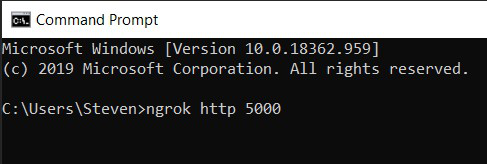 Command Prompt
Microsoft Windows [Version 10.0.18362.959]
(c) 2019 Microsoft Corporation. All rights reserved.
C:\Users\Steven>ngrok http 5000